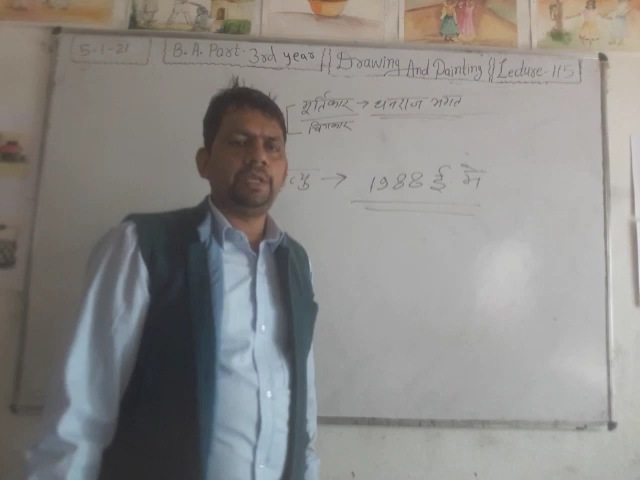 5-1-21 B.A. Part-3rd year || Drawing And Painting || Lecture-115
मूर्तिकार → धनराज भगत
चित्रकार
→ 1988 ई में